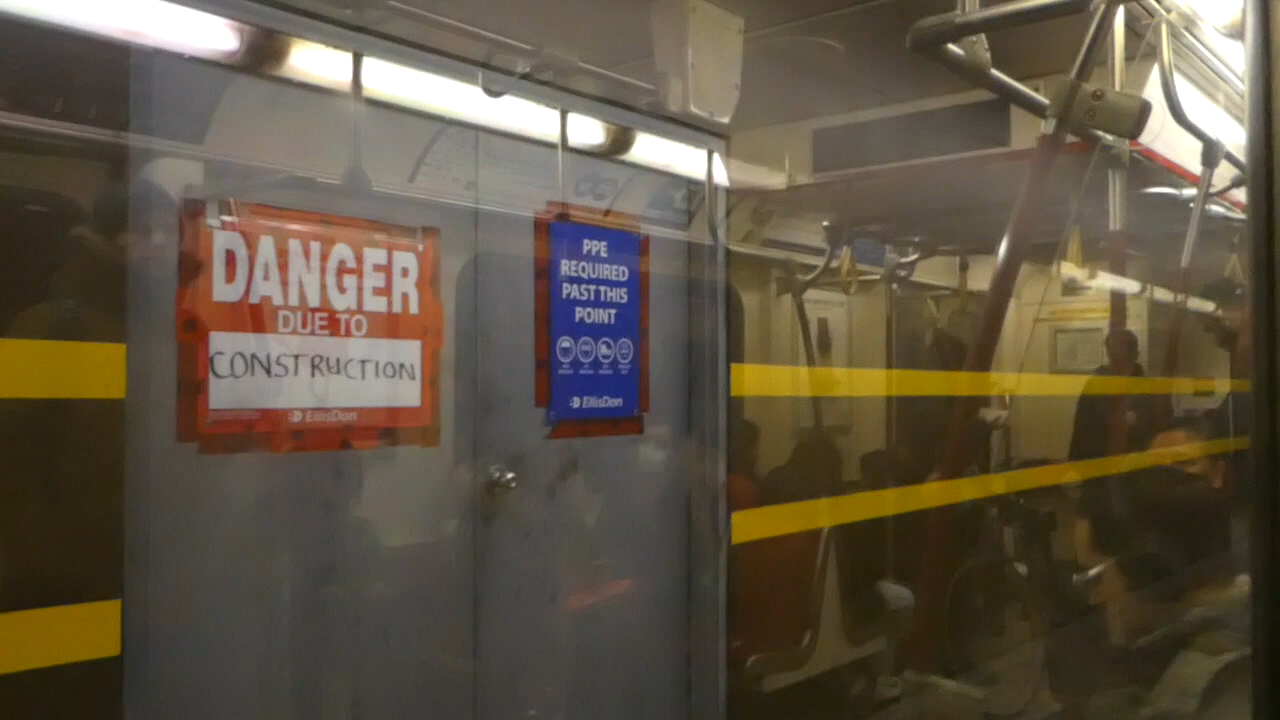 DANGER
DUE TO
CONSTRUCTION
EllisDon
PPE
REQUIRED
PAST THIS
POINT
EllisDon